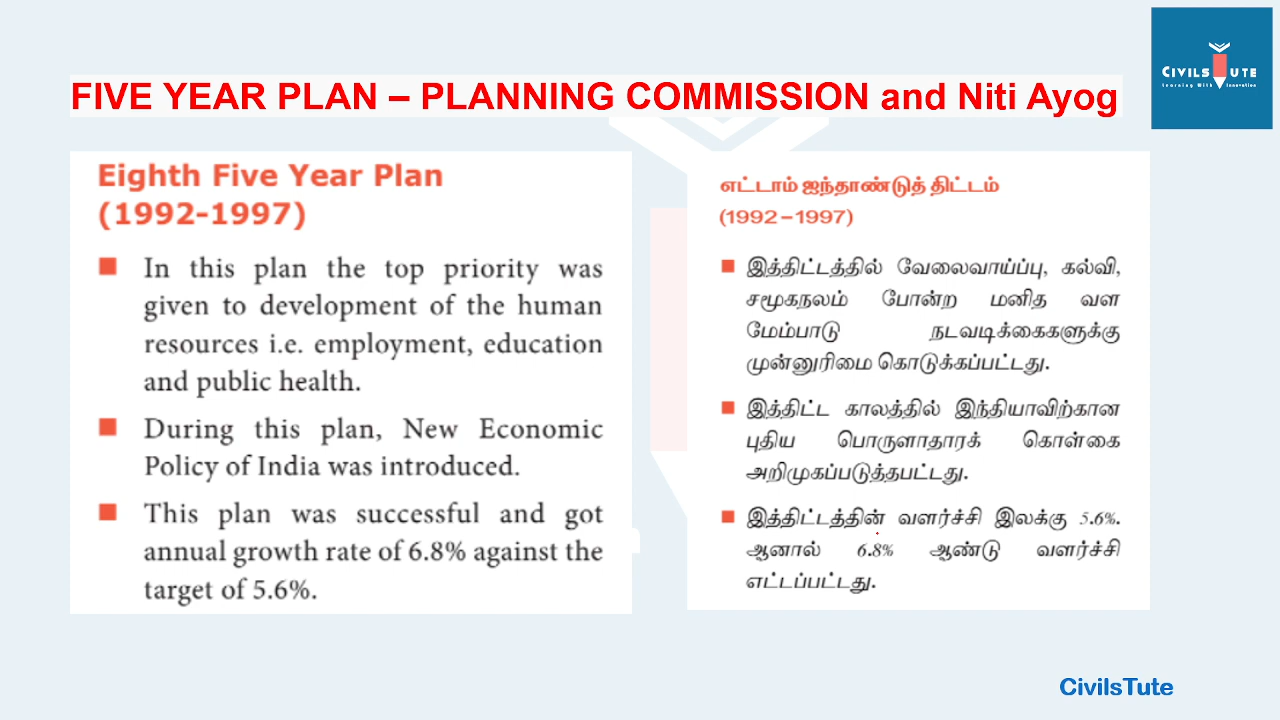 FIVE YEAR PLAN – PLANNING COMMISSION and Niti Ayog
CIVILSTUTE
Learning With Innovation
Eighth Five Year Plan
(1992-1997)
In this plan the top priority was
given to development of the human
resources i.e. employment, education
and public health.
During this plan, New Economic
Policy of India was introduced.
This plan was successful and got
annual growth rate of 6.8% against the
target of 5.6%.
எட்டாம் ஐந்தாண்டுத் திட்டம்
(1992–1997)
இத்திட்டத்தில் வேலைவாய்ப்பு, கல்வி,
சமூகநலம் போன்ற மனித வள
மேம்பாடு நடவடிக்கைகளுக்கு
முன்னுரிமை கொடுக்கப்பட்டது.
இத்திட்ட காலத்தில் இந்தியாவிற்கான
புதிய பொருளாதாரக் கொள்கை
அறிமுகப்படுத்தபட்டது.
இத்திட்டத்தின் வளர்ச்சி இலக்கு 5.6%.
ஆனால் 6.8% ஆண்டு வளர்ச்சி
எட்டப்பட்டது.
CivilsTute